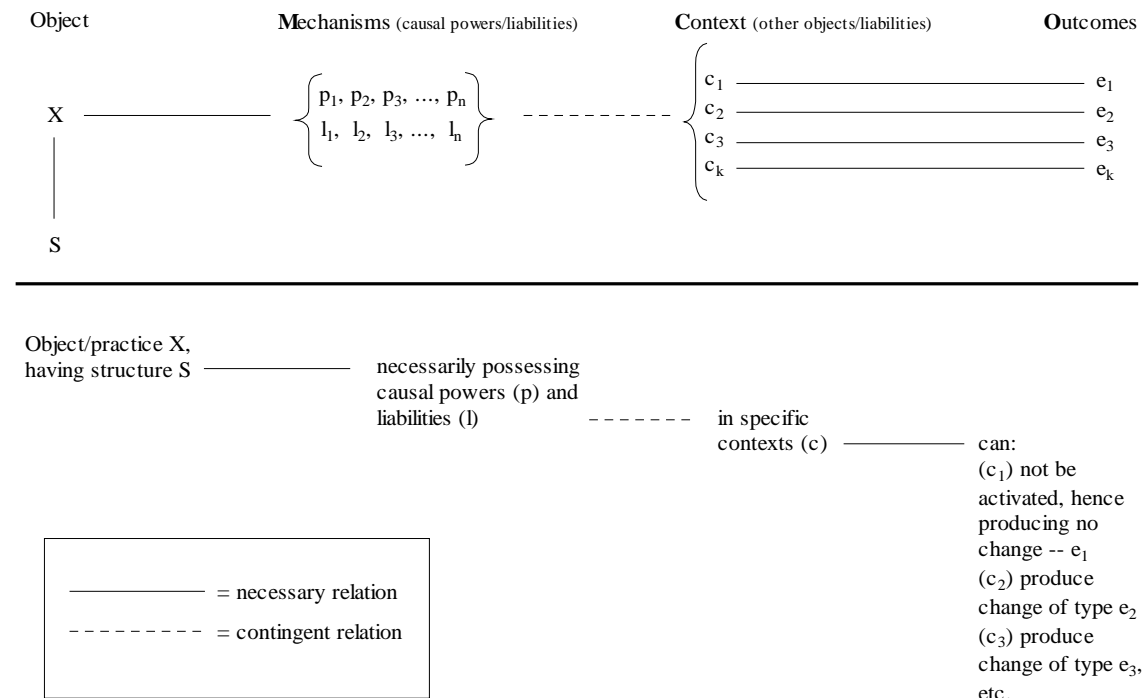 Object Mechanisms (causal powers/liabilities) Context (other objects/liabilities) Outcomes
X
S
p1, p2, p3, ..., pn
l1, l2, l3, ..., ln
c1 e1
c2 e2
c3 e3
ck ek
Object/practice X,
having structure S
necessarily possessing
causal powers (p) and
liabilities (l)
in specific
contexts (c)
can:
(c1) not be
activated, hence
producing no
change -- e1
(c2) produce
change of type e2
(c3) produce
change of type e3,
etc.
= necessary relation
= contingent relation